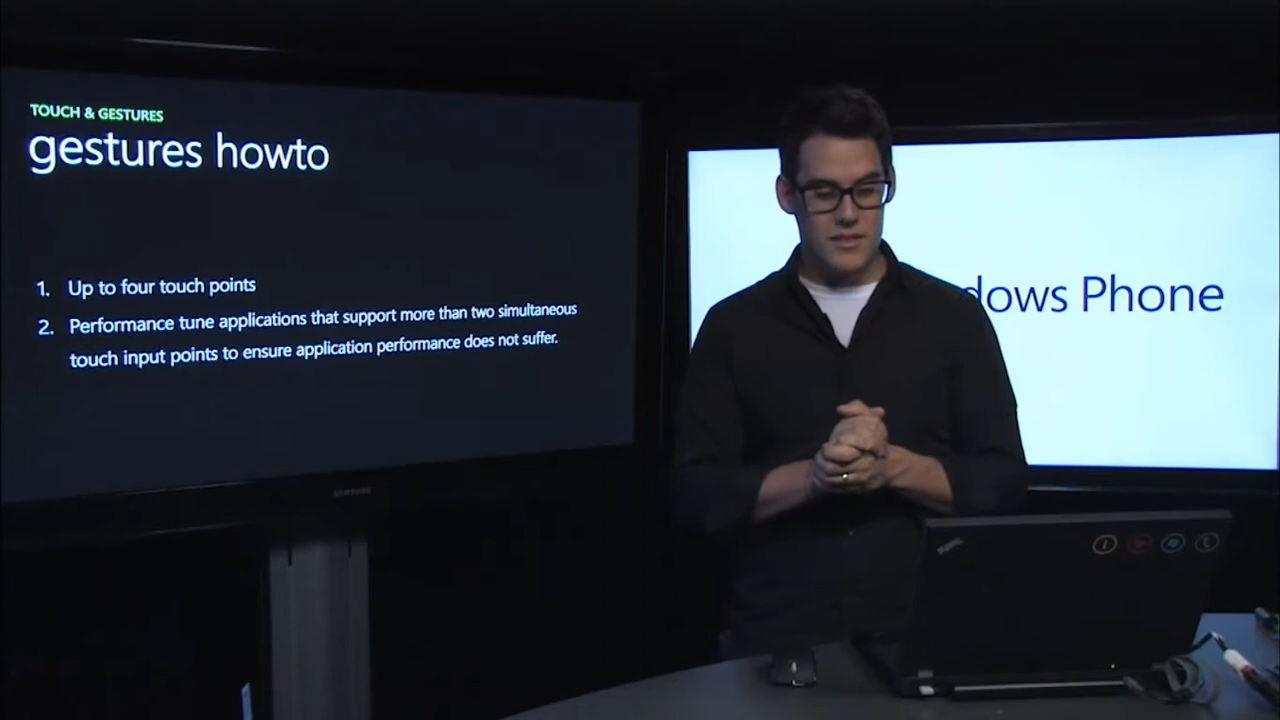 TOUCH & GESTURES
gestures howto
1. Up to four touch points
2. Performance tune applications that support more than two simultaneous
touch input points to ensure application performance does not suffer.
SAMSUNG
dows Phone
ThinkPad